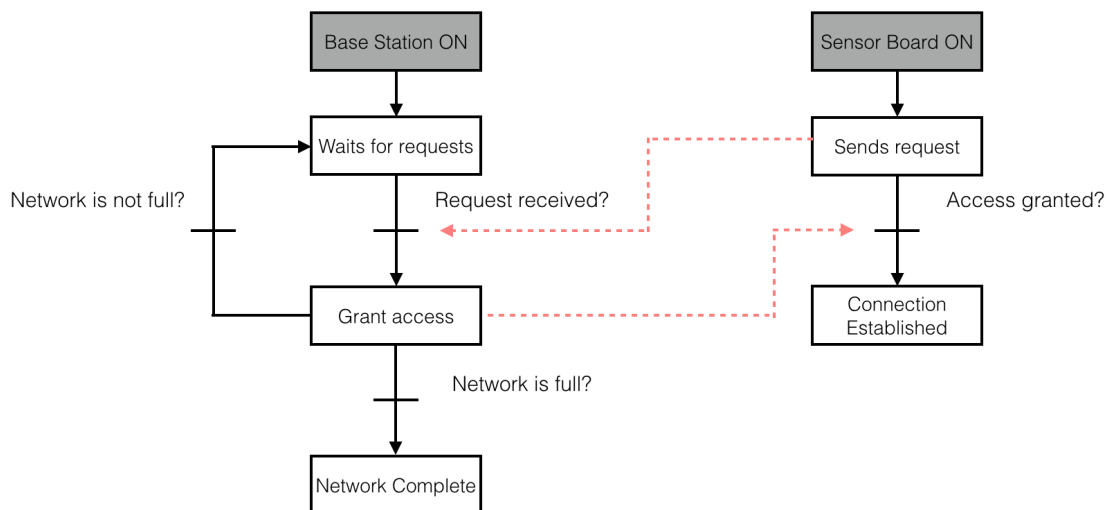 Base Station ON
Sensor Board ON
Waits for requests
Sends request
Network is not full?
Request received?
Access granted?
Grant access
Connection
Established
Network is full?
Network Complete